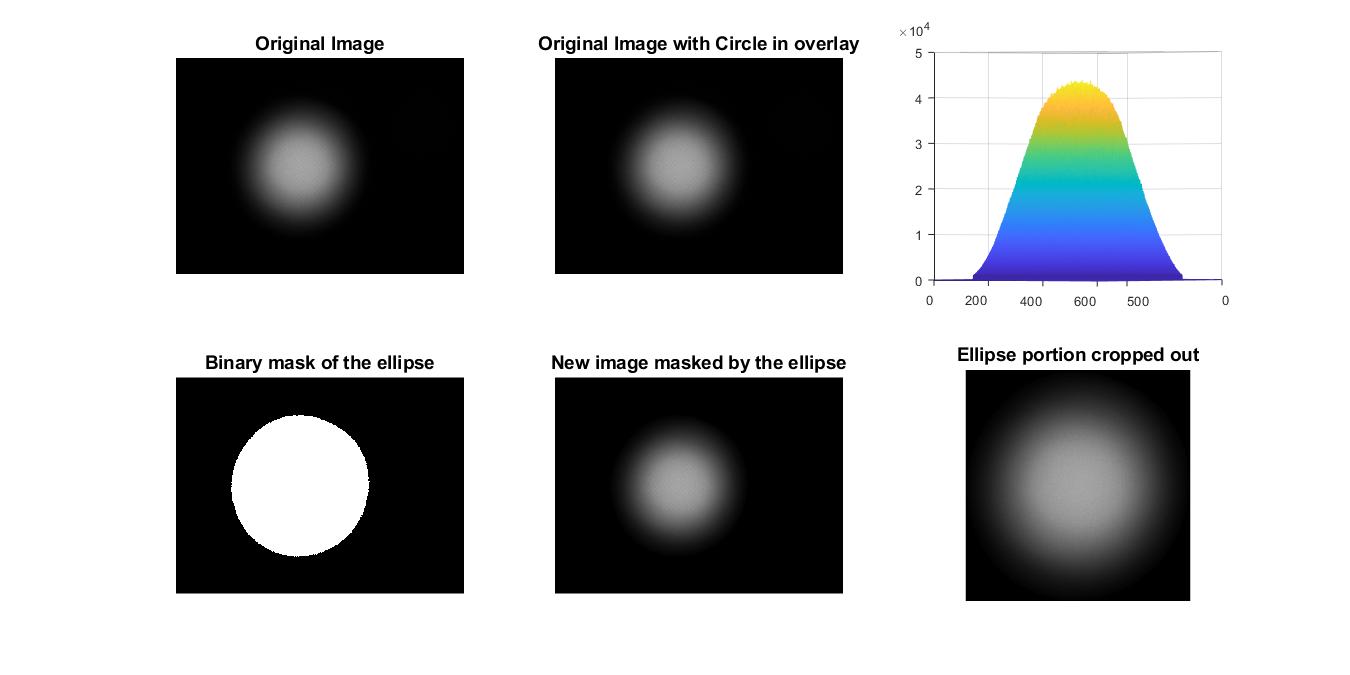 Original Image
Original Image with Circle in overlay
×10⁴
5
4
3
2
1
0
0 200 400 600 500 0
Binary mask of the ellipse
New image masked by the ellipse
Ellipse portion cropped out